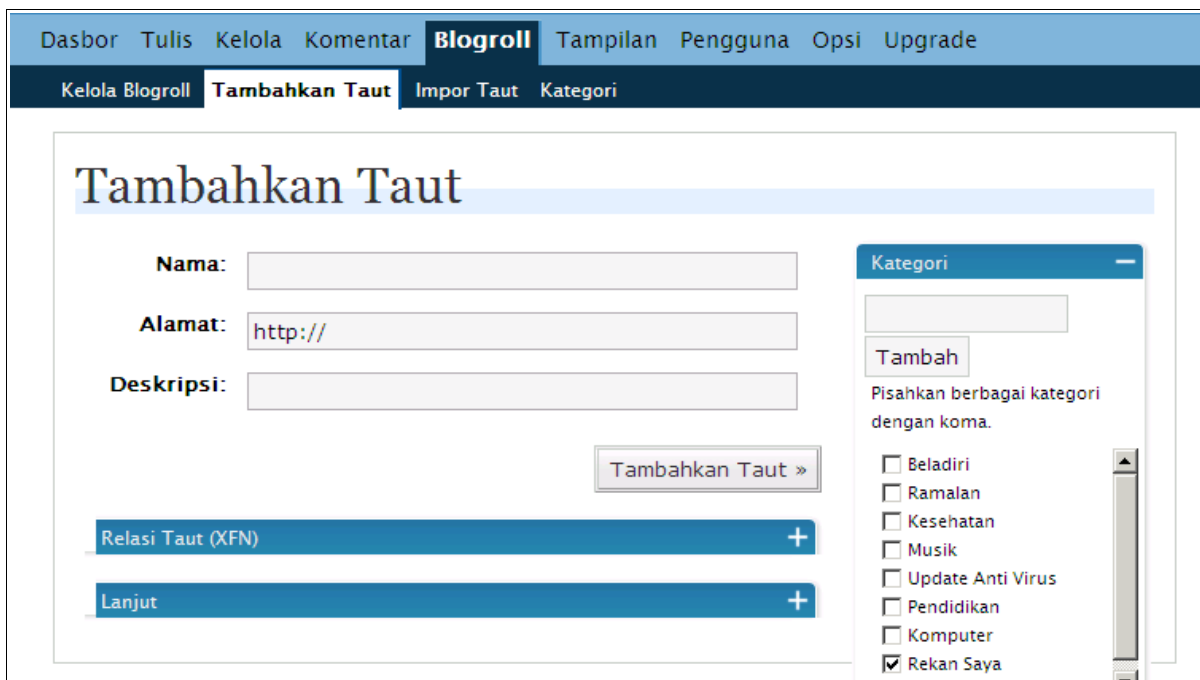 Dasbor Tulis Kelola Komentar Blogroll Tampilan Pengguna Opsi Upgrade
Kelola Blogroll Tambahkan Taut Impor Taut Kategori
Tambahkan Taut
Nama:
Alamat: http://
Deskripsi:
Tambahkan Taut »
Relasi Taut (XFN)
Lanjut
Kategori
Tambah
Pisahkan berbagai kategori
dengan koma.
Beladiri
Ramalan
Kesehatan
Musik
Update Anti Virus
Pendidikan
Komputer
Rekan Saya